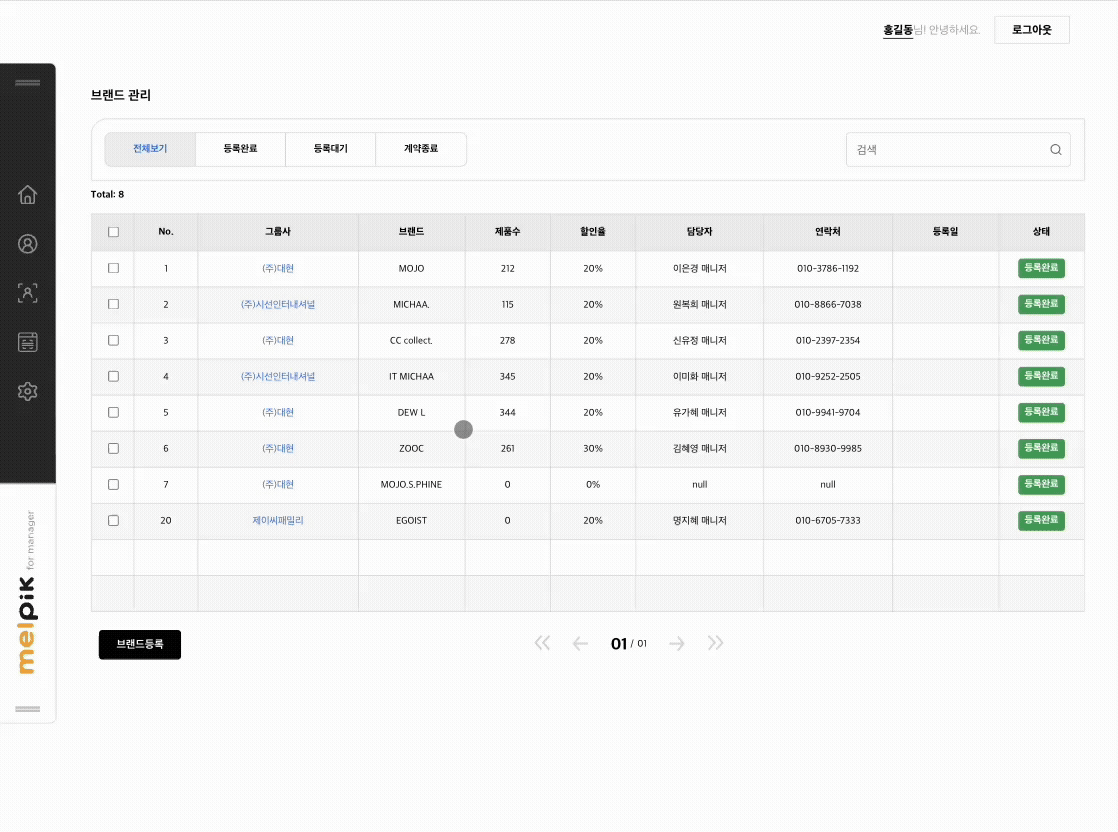 홍길동님! 안녕하세요.
로그아웃
브랜드 관리
전체보기 등록완료 등록대기 계약종료
검색
Total: 8
No. 그룹사 브랜드 제품수 할인율 담당자 연락처 등록일 상태
1 (주)대현 MOJO 212 20% 이은경 매니저 010-3786-1192 등록완료
2 (주)시선인터내셔널 MICHAA. 115 20% 원복희 매니저 010-8866-7038 등록완료
3 (주)대현 CC collect. 278 20% 신유정 매니저 010-2397-2354 등록완료
4 (주)시선인터내셔널 IT MICHAA 345 20% 이미화 매니저 010-9252-2505 등록완료
5 (주)대현 DEW L 344 20% 유가혜 매니저 010-9941-9704 등록완료
6 (주)대현 ZOOC 261 30% 김혜영 매니저 010-8930-9985 등록완료
7 (주)대현 MOJO.S.PHINE 0 0% null null 등록완료
20 제이씨패밀리 EGOIST 0 20% 명지혜 매니저 010-6705-7333 등록완료
melpik for manager
브랜드등록
01 / 01